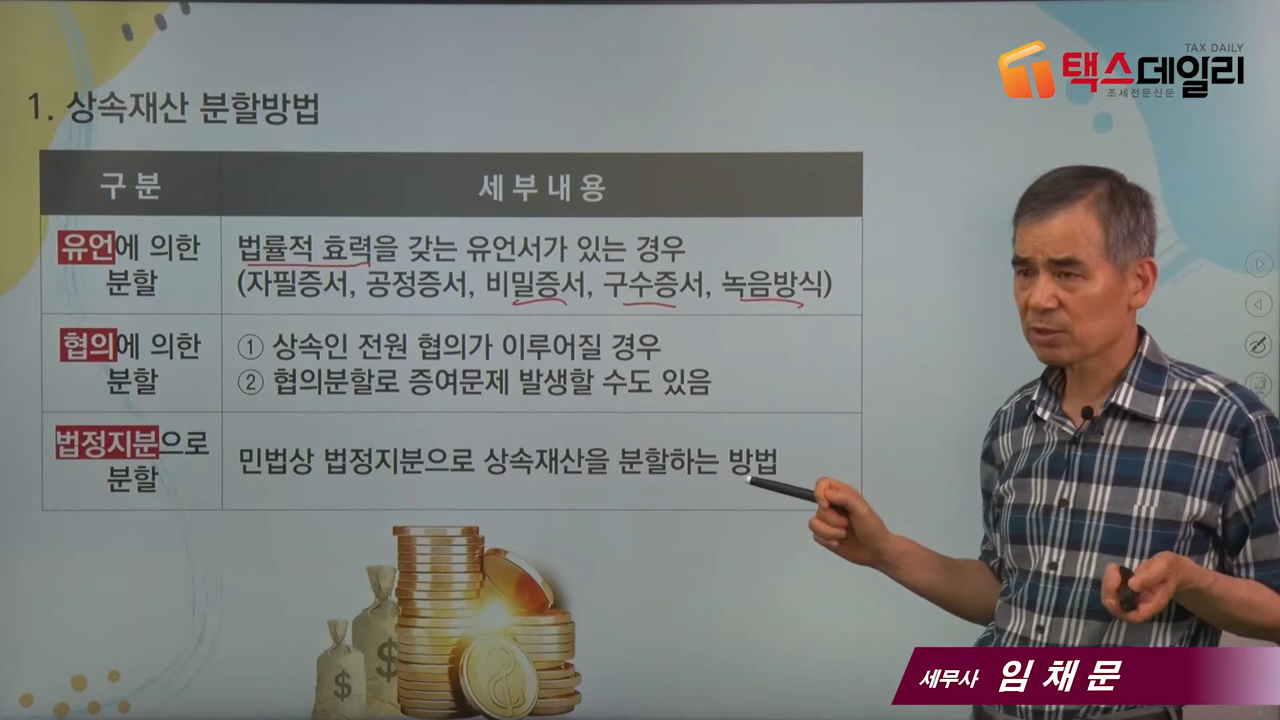 TAX DAILY
택스데일리
조세전문신문
1. 상속재산 분할방법
구 분
세 부 내 용
유언에 의한
분할
법률적 효력을 갖는 유언서가 있는 경우
(자필증서, 공정증서, 비밀증서, 구수증서, 녹음방식)
협의에 의한
분할
① 상속인 전원 협의가 이루어질 경우
② 협의분할로 증여문제 발생할 수도 있음
법정지분으로
분할
민법상 법정지분으로 상속재산을 분할하는 방법
$
$
세무사 임채문